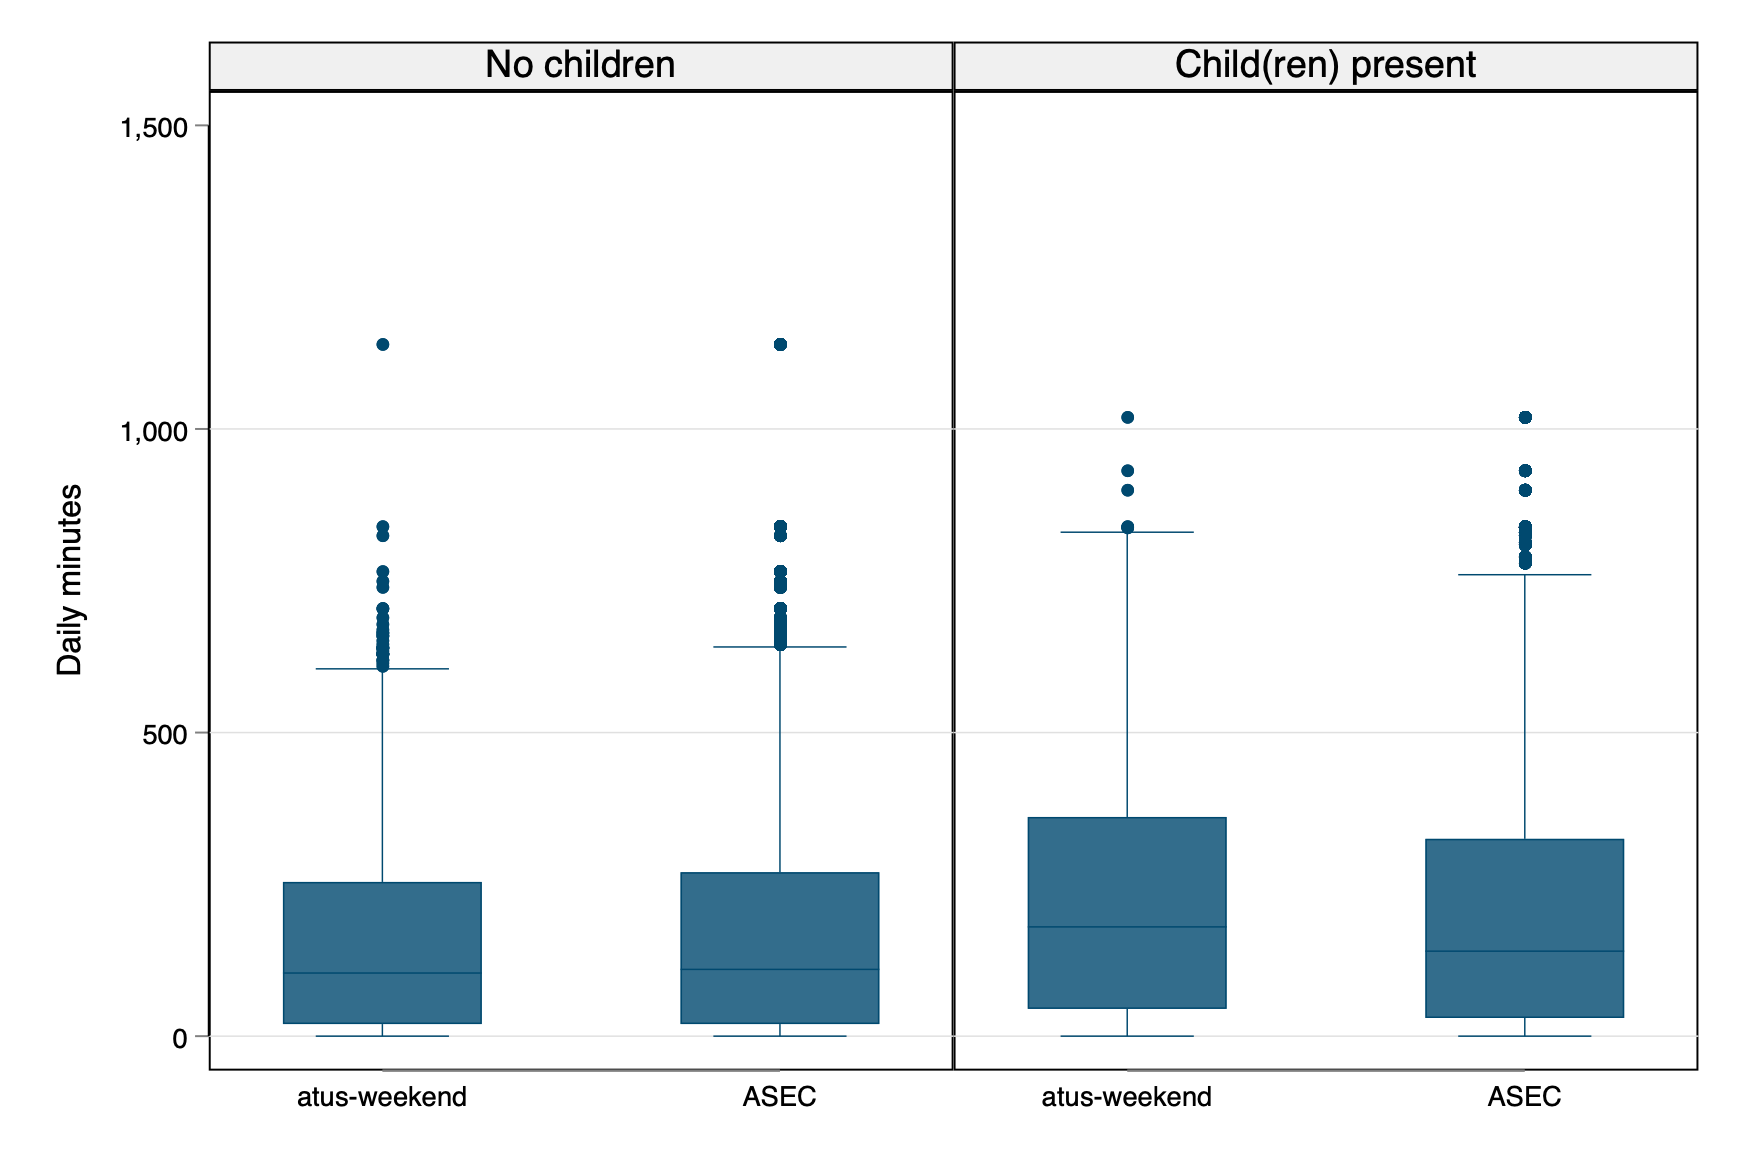 No children
Child(ren) present
Daily minutes
1,500
1,000
500
0
atus-weekend
ASEC
atus-weekend
ASEC